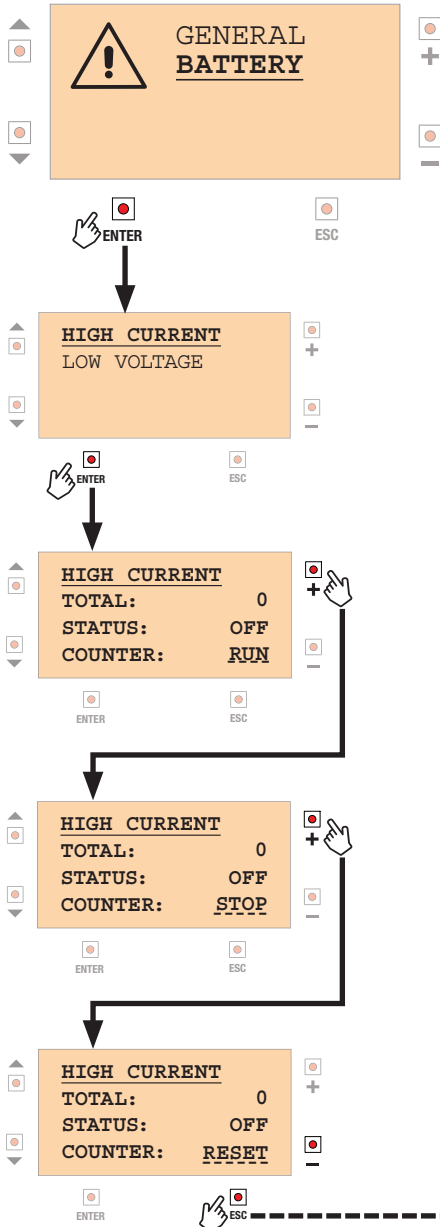 GENERAL
BATTERY
+
−
ENTER
ESC
HIGH CURRENT
LOW VOLTAGE
+
−
ENTER
ESC
HIGH CURRENT
TOTAL: 0
STATUS: OFF
COUNTER: RUN
+
−
ENTER
ESC
HIGH CURRENT
TOTAL: 0
STATUS: OFF
COUNTER: STOP
+
−
ENTER
ESC
HIGH CURRENT
TOTAL: 0
STATUS: OFF
COUNTER: RESET
+
−
ENTER
ESC